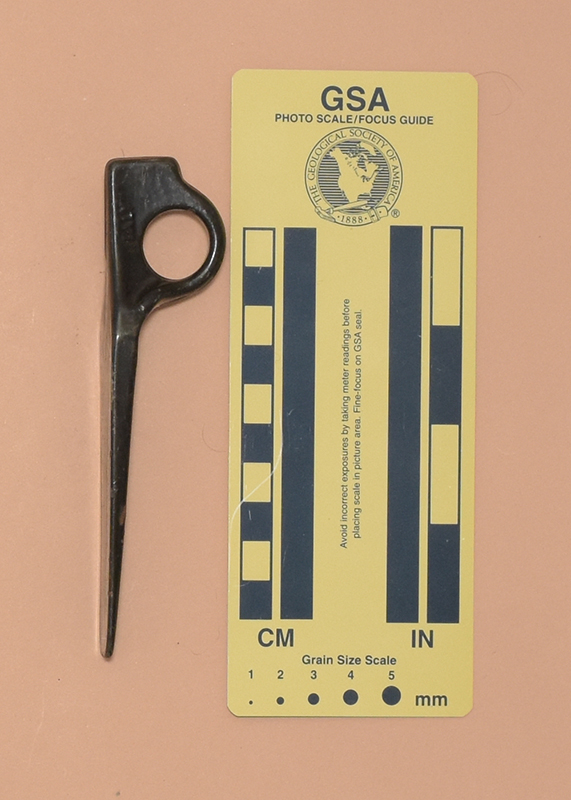 GSA
PHOTO SCALE/FOCUS GUIDE
THE GEOLOGICAL SOCIETY OF AMERICA
· 1888 ·
®
Avoid incorrect exposures by taking meter readings before
placing scale in picture area. Fine-focus on GSA seal.
CM
IN
Grain Size Scale
1 2 3 4 5
mm